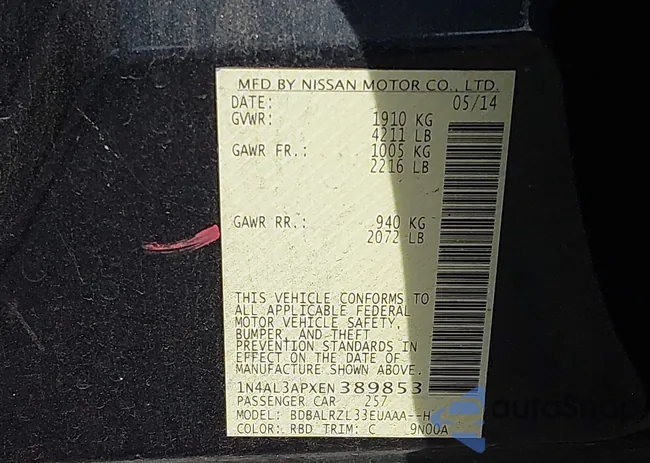 MFD BY NISSAN MOTOR CO., LTD.
DATE: 05/14
GVWR: 1910 KG
4211 LB
GAWR FR.: 1005 KG
2216 LB
GAWR RR.: 940 KG
2072 LB
THIS VEHICLE CONFORMS TO
ALL APPLICABLE FEDERAL
MOTOR VEHICLE SAFETY,
BUMPER, AND THEFT
PREVENTION STANDARDS IN
EFFECT ON THE DATE OF
MANUFACTURE SHOWN ABOVE.
1N4AL3APXEN389853
PASSENGER CAR 257
MODEL: BDBALRZL33EUAAA--H
COLOR: RBD TRIM: C 9N00A
autoSnap